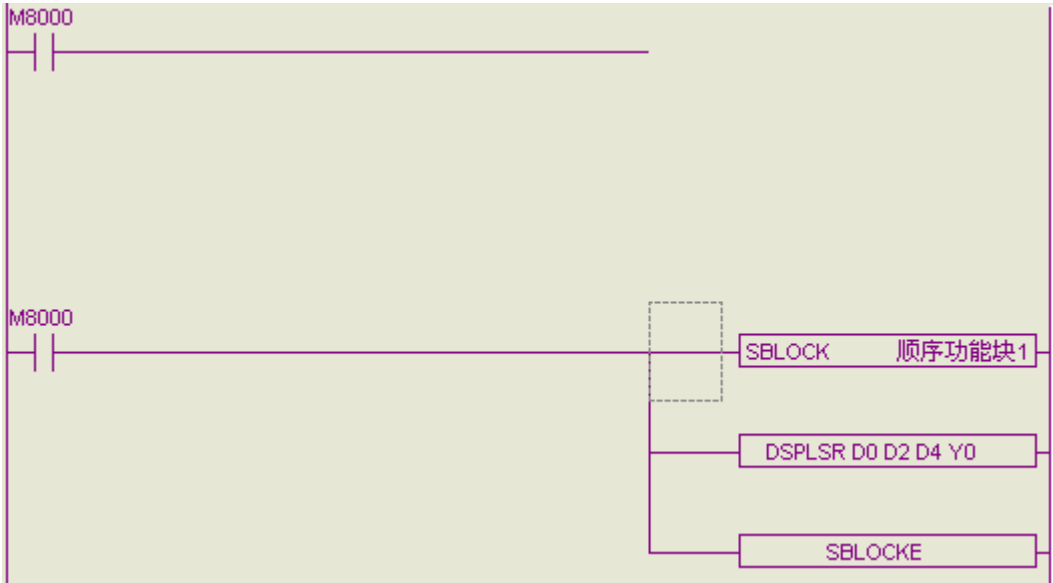 M8000
M8000
SBLOCK 顺序功能块1
DSPLSR D0 D2 D4 Y0
SBLOCKE